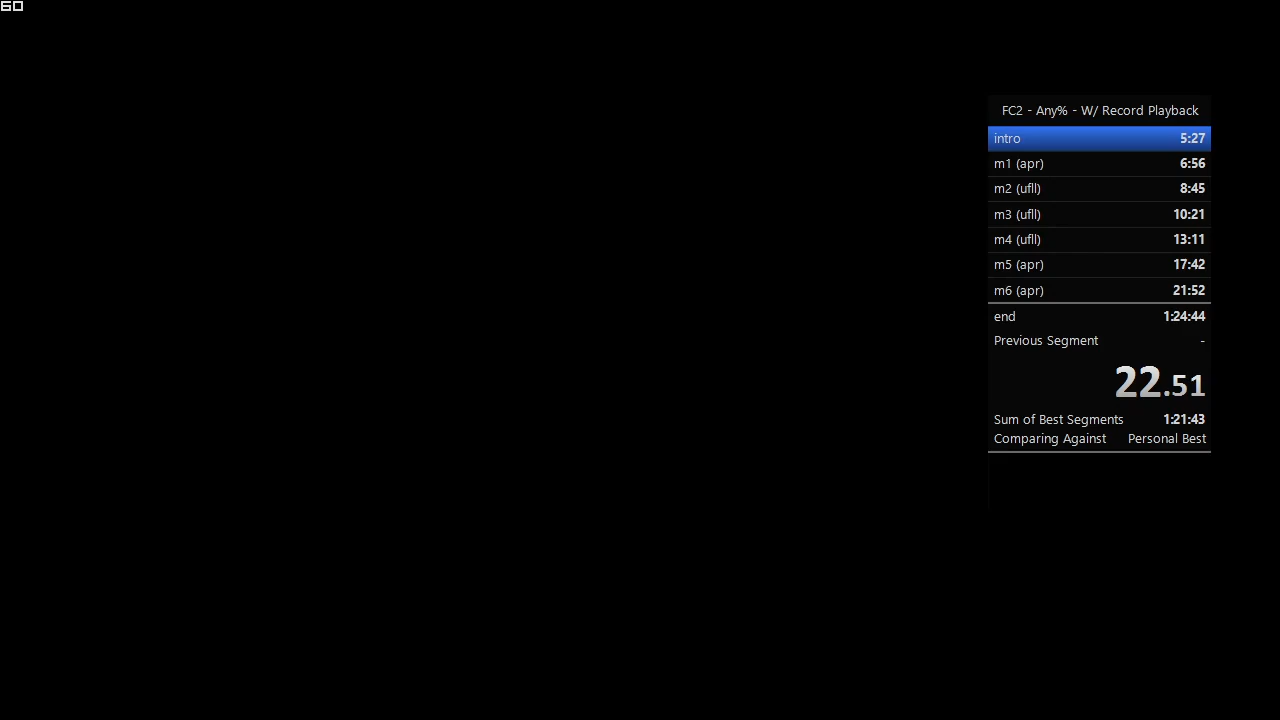 60
FC2 - Any% - W/ Record Playback
intro 5:27
m1 (apr) 6:56
m2 (ufll) 8:45
m3 (ufll) 10:21
m4 (ufll) 13:11
m5 (apr) 17:42
m6 (apr) 21:52
end 1:24:44
Previous Segment -
22.51
Sum of Best Segments 1:21:43
Comparing Against Personal Best